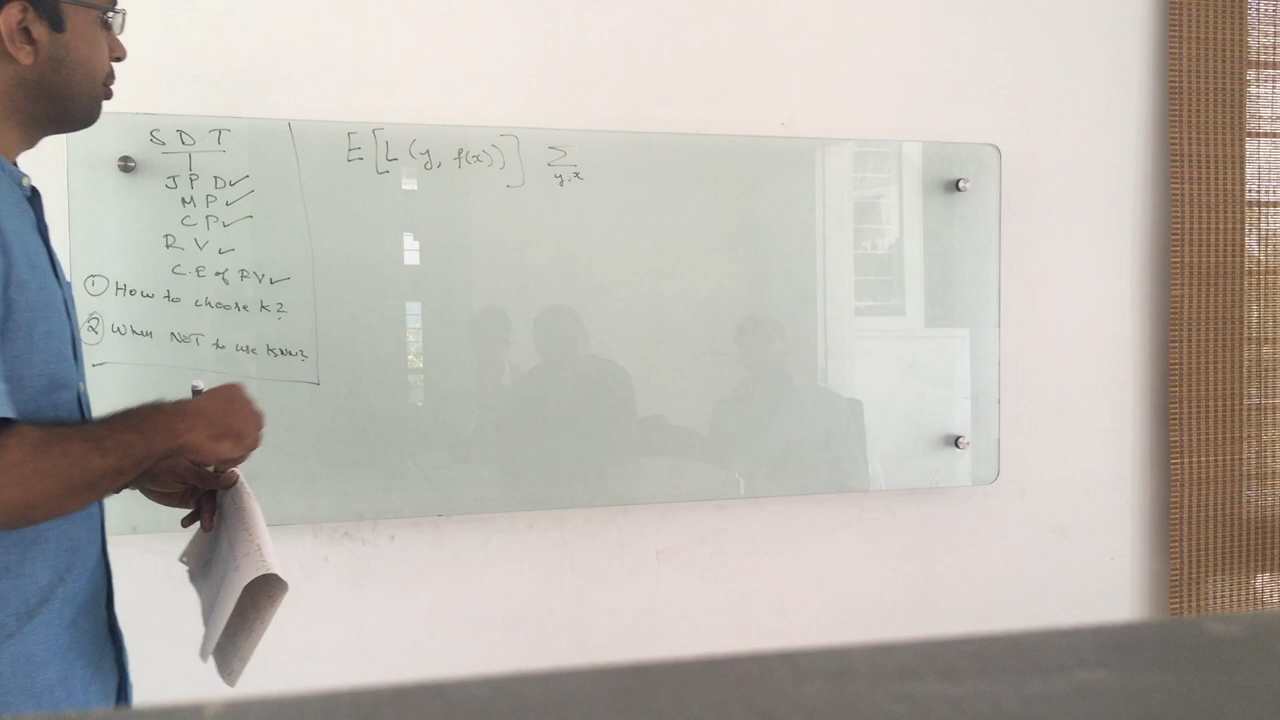 S D T
J P D✓
M P✓
C P✓
R V ✓
C.E of RV✓
① How to choose K?
② When NOT to use KNN?
E[L(y, f(x))] Σ
y,x